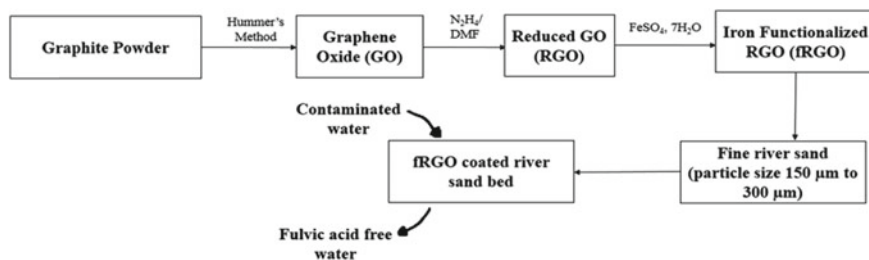 Graphite Powder
Hummer's
Method
Graphene
Oxide (GO)
N₂H₄/
DMF
Reduced GO
(RGO)
FeSO₄, 7H₂O
Iron Functionalized
RGO (fRGO)
Contaminated
water
fRGO coated river
sand bed
Fine river sand
(particle size 150 µm to
300 µm)
Fulvic acid free
water